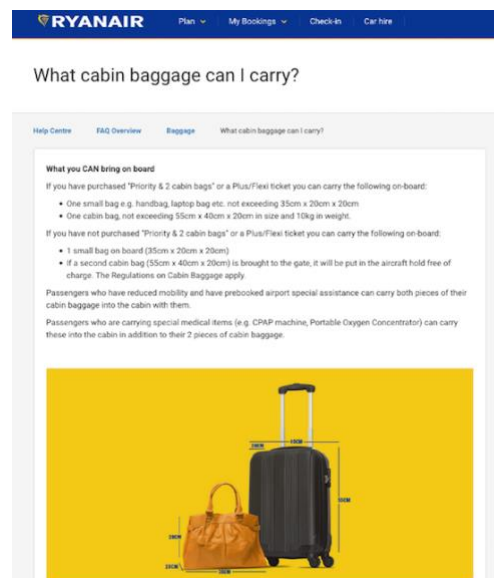 RYANAIR
Plan
My Bookings
Check-in
Car hire
What cabin baggage can I carry?
Help Centre
FAQ Overview
Baggage
What cabin baggage can I carry?
What you CAN bring on board
If you have purchased "Priority & 2 cabin bags" or a Plus/Flexi ticket you can carry the following on-board:
• One small bag e.g. handbag, laptop bag etc. not exceeding 35cm x 20cm x 20cm
• One cabin bag, not exceeding 55cm x 40cm x 20cm in size and 10kg in weight.
If you have not purchased "Priority & 2 cabin bags" or a Plus/Flexi ticket you can carry the following on-board:
• 1 small bag on board (35cm x 20cm x 20cm)
• If a second cabin bag (55cm x 40cm x 20cm) is brought to the gate, it will be put in the aircraft hold free of
charge. The Regulations on Cabin Baggage apply.
Passengers who have reduced mobility and have prebooked airport special assistance can carry both pieces of their
cabin baggage into the cabin with them.
Passengers who are carrying special medical items (e.g. CPAP machine, Portable Oxygen Concentrator) can carry
these into the cabin in addition to their 2 pieces of cabin baggage.